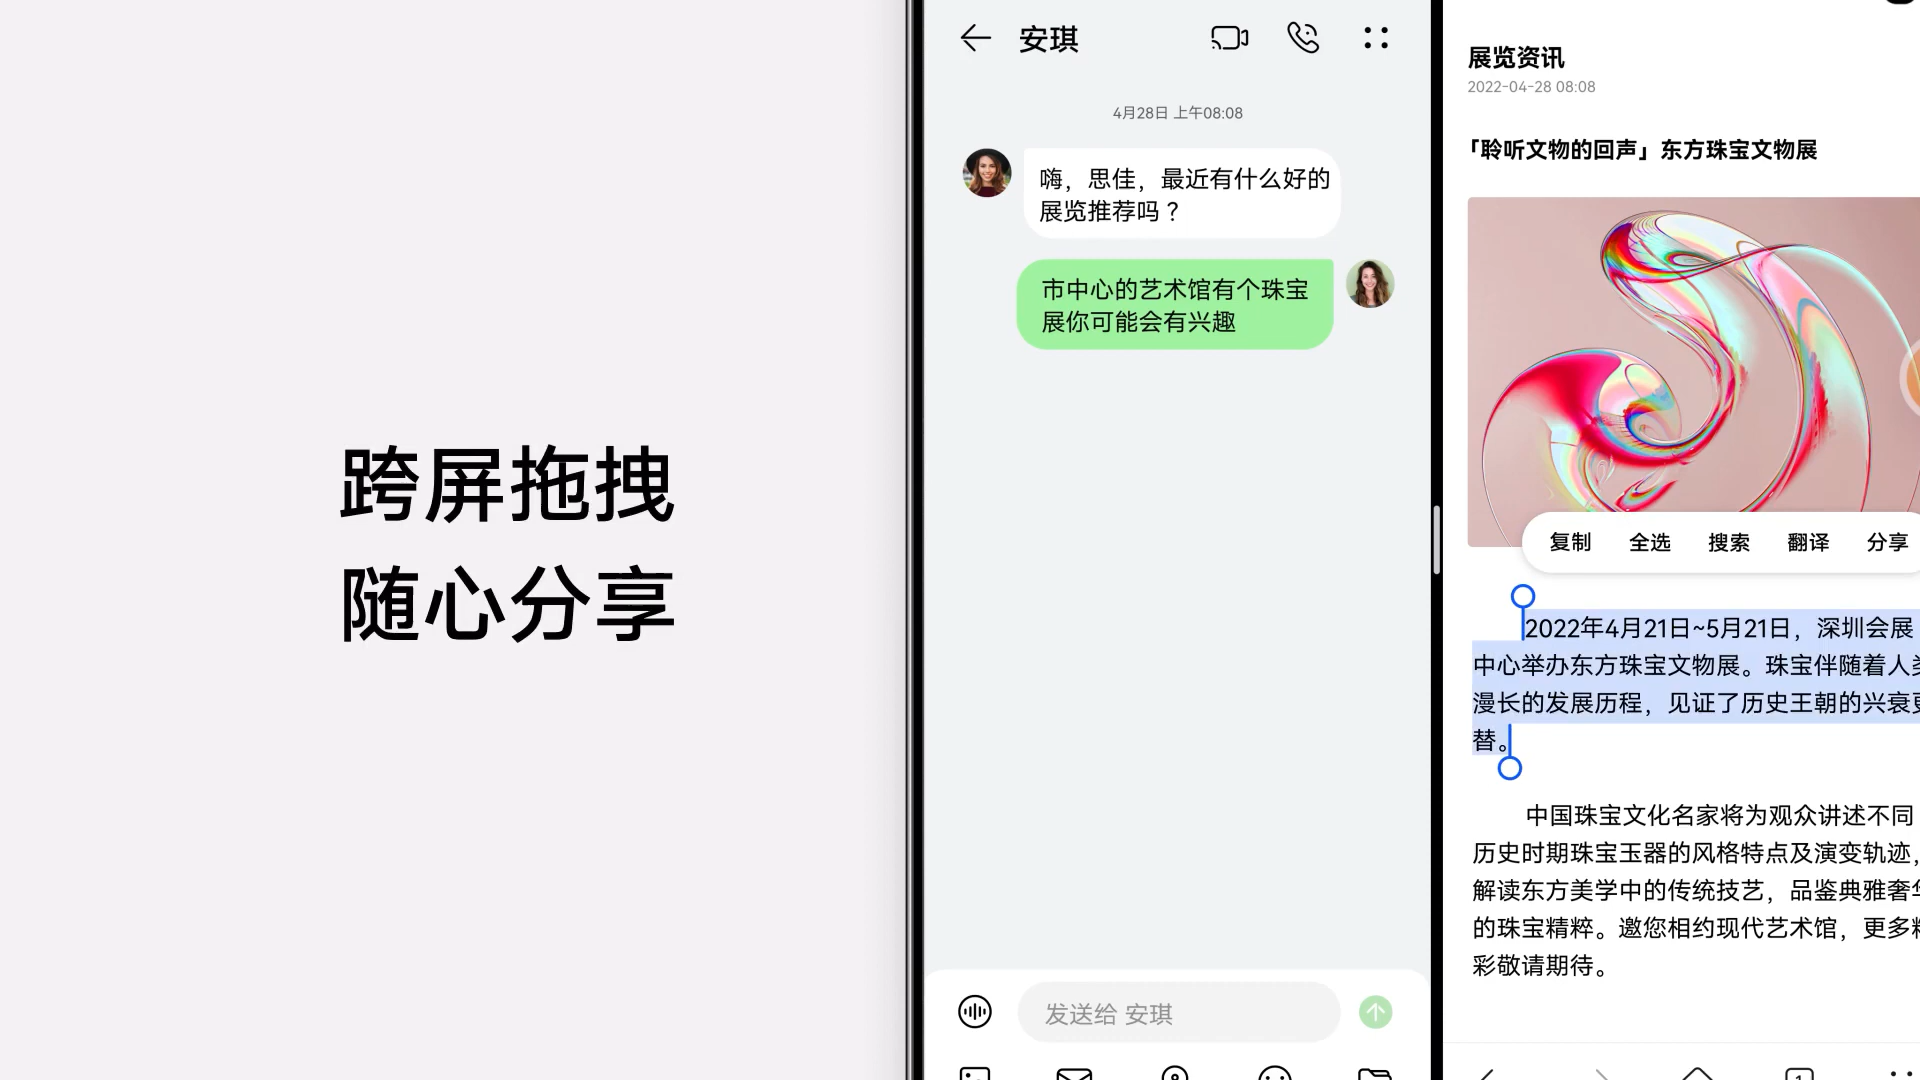 跨屏拖拽
随心分享
安琪
4月28日 上午08:08
嗨，思佳，最近有什么好的
展览推荐吗？
市中心的艺术馆有个珠宝
展你可能会有兴趣
发送给 安琪
展览资讯
2022-04-28 08:08
「聆听文物的回声」东方珠宝文物展
复制 全选 搜索 翻译 分享
2022年4月21日~5月21日，深圳会展
中心举办东方珠宝文物展。珠宝伴随着人类
漫长的发展历程，见证了历史王朝的兴衰更
替。
中国珠宝文化名家将为观众讲述不同
历史时期珠宝玉器的风格特点及演变轨迹，
解读东方美学中的传统技艺，品鉴典雅奢华
的珠宝精粹。邀您相约现代艺术馆，更多精
彩敬请期待。